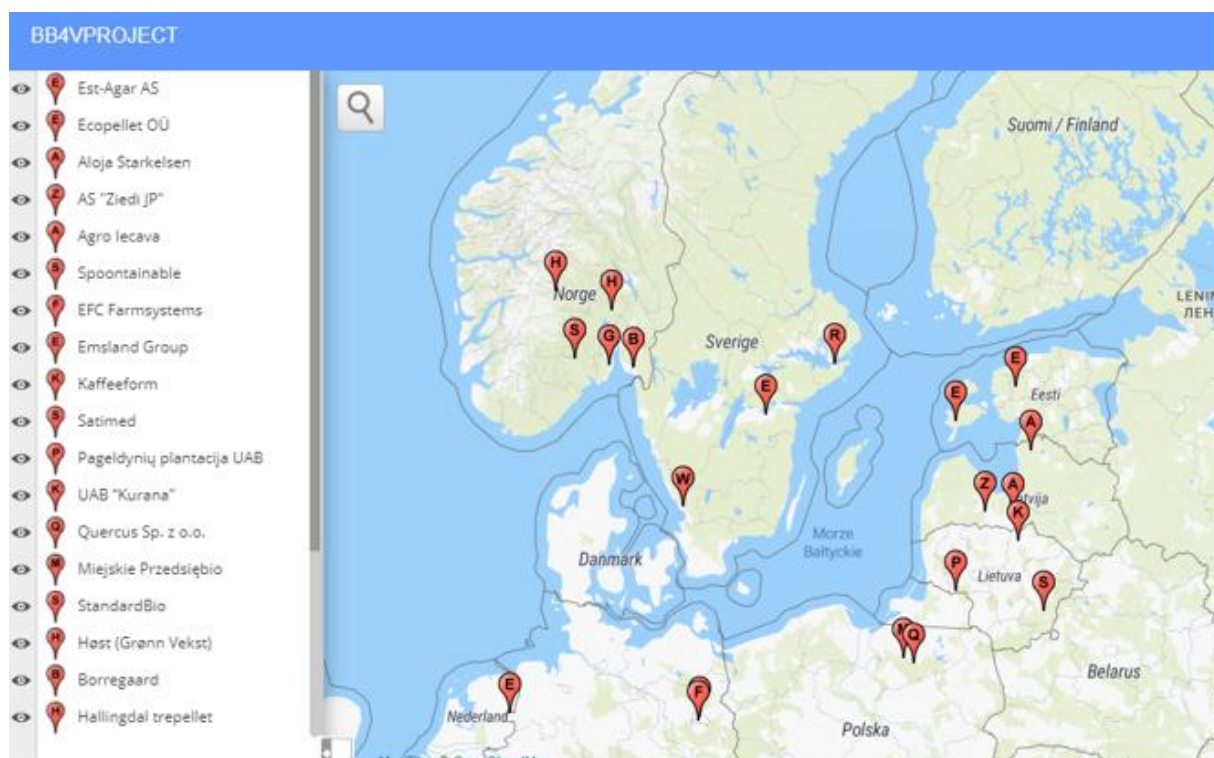 BB4VPROJECT
E Est-Agar AS
E Ecopellet OÜ
A Aloja Starkelsen
Z AS "Ziedi JP"
A Agro Iecava
S Spoontainable
F EFC Farmsystems
E Emsland Group
K Kaffeeform
S Satimed
P Pageldynių plantacija UAB
K UAB "Kurana"
Q Quercus Sp. z o.o.
M Miejskie Przedsiębio
S StandardBio
H Høst (Grønn Vekst)
B Borregaard
H Hallingdal trepellet
Suomi / Finland
H
H
Norge
S
G
B
Sverige
R
E
E
E
Eesti
A
W
Z
A
K
Morze
Bałtyckie
Danmark
P
Lietuva
S
M
Q
Belarus
E
F
Nederland
Polska